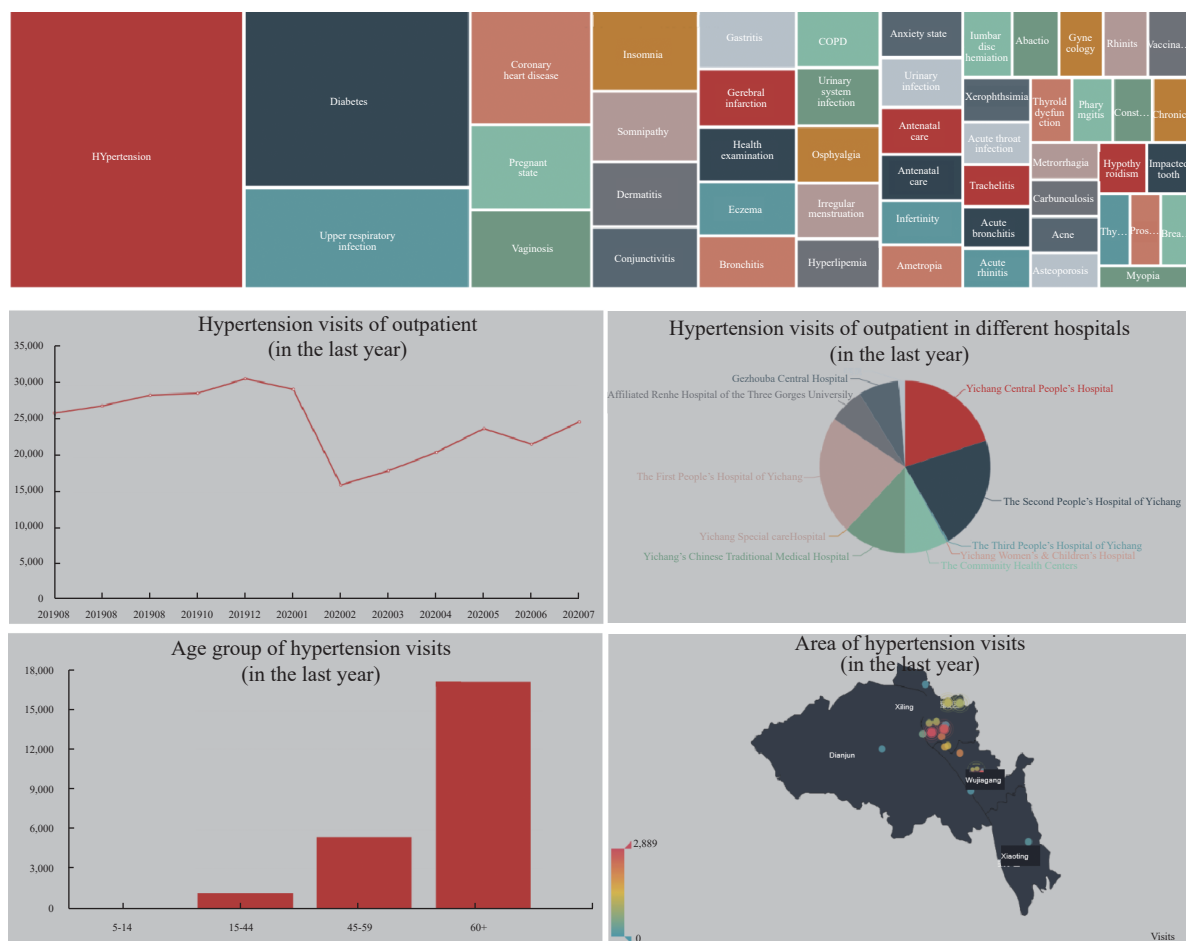 HYpertension
Diabetes
Upper respiratory
infection
Coronary
heart disease
Pregnant
state
Vaginosis
Insomnia
Somnipathy
Dermatitis
Conjunctivitis
Gastritis
Gerebral
infarction
Health
examination
Eczema
Bronchitis
COPD
Urinary
system
infection
Osphyalgia
Irregular
menstruation
Hyperlipemia
Anxiety state
Urinary
infection
Antenatal
care
Antenatal
care
Infertinity
Ametropia
Iumbar
disc
hemiation
Abactio
Gyne
cology
Rhinits
Vaccina...
Xerophthsimia
Thyrold
dyefun
ction
Phary
mgitis
Const...
Chronic
Acute throat
infection
Metrorrhagia
Hypothy
roidism
Impacted
tooth
Trachelitis
Carbunculosis
Acute
bronchitis
Acne
Thy...
Pros...
Brea..
Acute
rhinitis
Asteoporosis
Myopia
Hypertension visits of outpatient
(in the last year)
35,000
30,000
25,000
20,000
15,000
10,000
5,000
0
201908 201908 201908 201910 201912 202001 202002 202003 202004 202005 202006 202007
Hypertension visits of outpatient in different hospitals
(in the last year)
Gezhouba Central Hospital
Yichang Central People's Hospital
Affiliated Renhe Hospital of the Three Gorges University
The First People's Hospital of Yichang
The Second People's Hospital of Yichang
Yichang Special careHospital
The Third People's Hospital of Yichang
Yichang's Chinese Traditional Medical Hospital
Yichang Women's & Children's Hospital
The Community Health Centers
Age group of hypertension visits
(in the last year)
18,000
15,000
12,000
9,000
6,000
3,000
0
5-14 15-44 45-59 60+
Area of hypertension visits
(in the last year)
Xiling
Dianjun
Wujiagang
Xiaoting
2,889
0
Visits